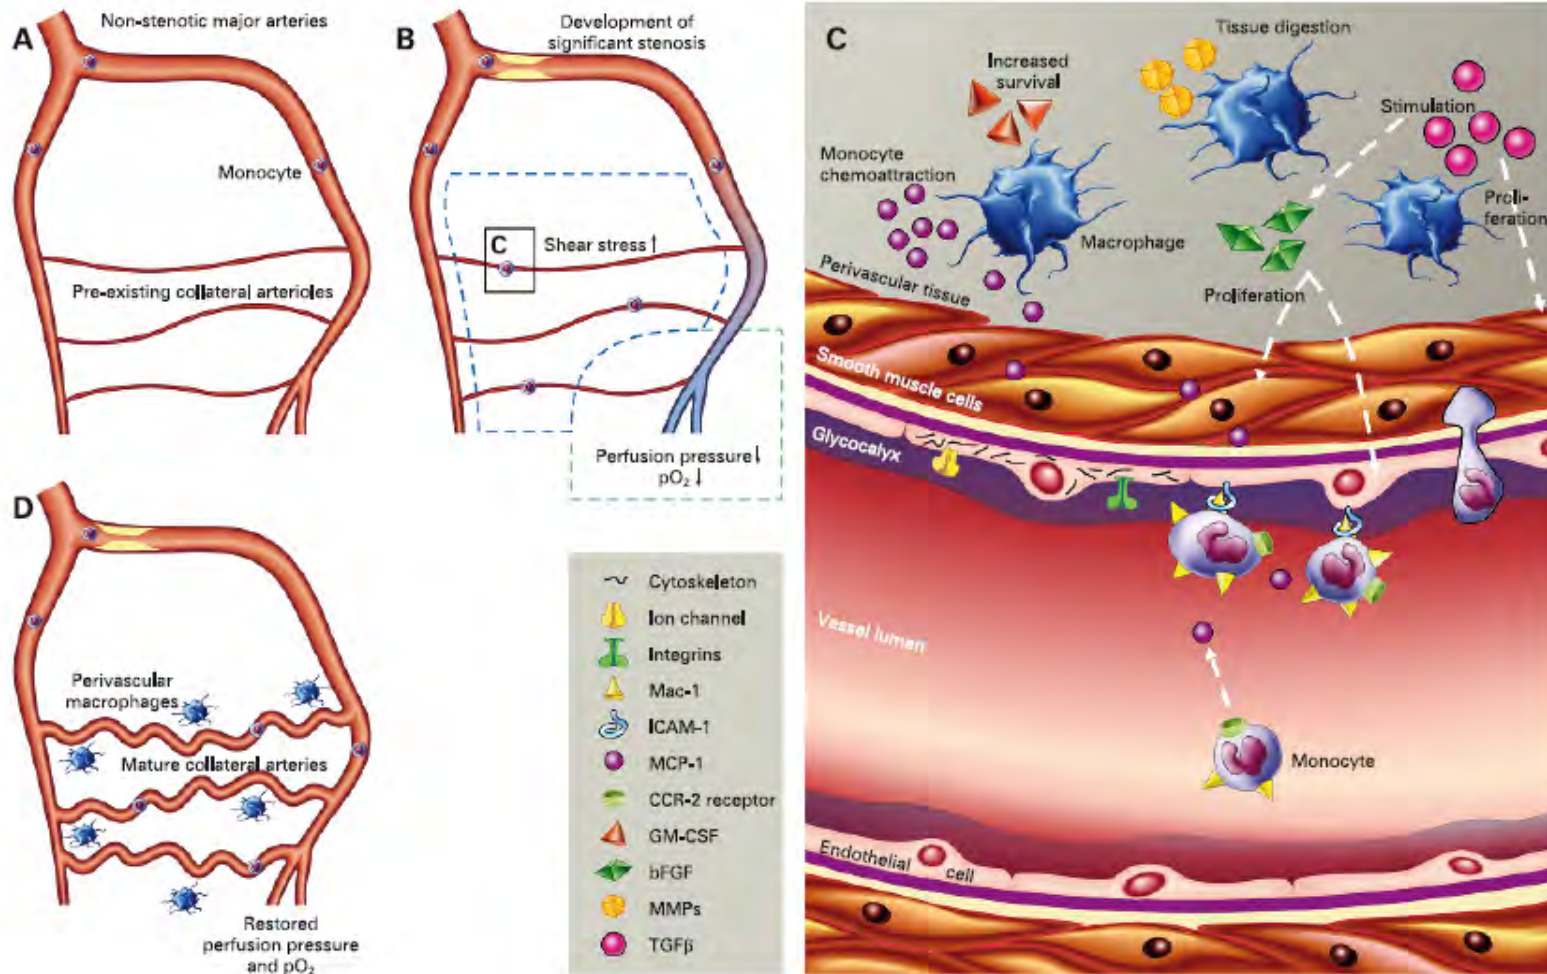 A
Non-stenotic major arteries
Monocyte
Pre-existing collateral arterioles
B
Development of
significant stenosis
C
Shear stress↑
Perfusion pressure↓
pO₂ ↓
D
Perivascular
macrophages
Mature collateral arteries
Restored
perfusion pressure
and pO₂
Cytoskeleton
Ion channel
Integrins
Mac-1
ICAM-1
MCP-1
CCR-2 receptor
GM-CSF
bFGF
MMPs
TGFβ
C
Tissue digestion
Increased
survival
Stimulation
Monocyte
chemoattraction
Macrophage
Proli-
feration
Perivascular tissue
Proliferation
Smooth muscle cells
Glycocalyx
Vessel lumen
Monocyte
Endothelial
cell